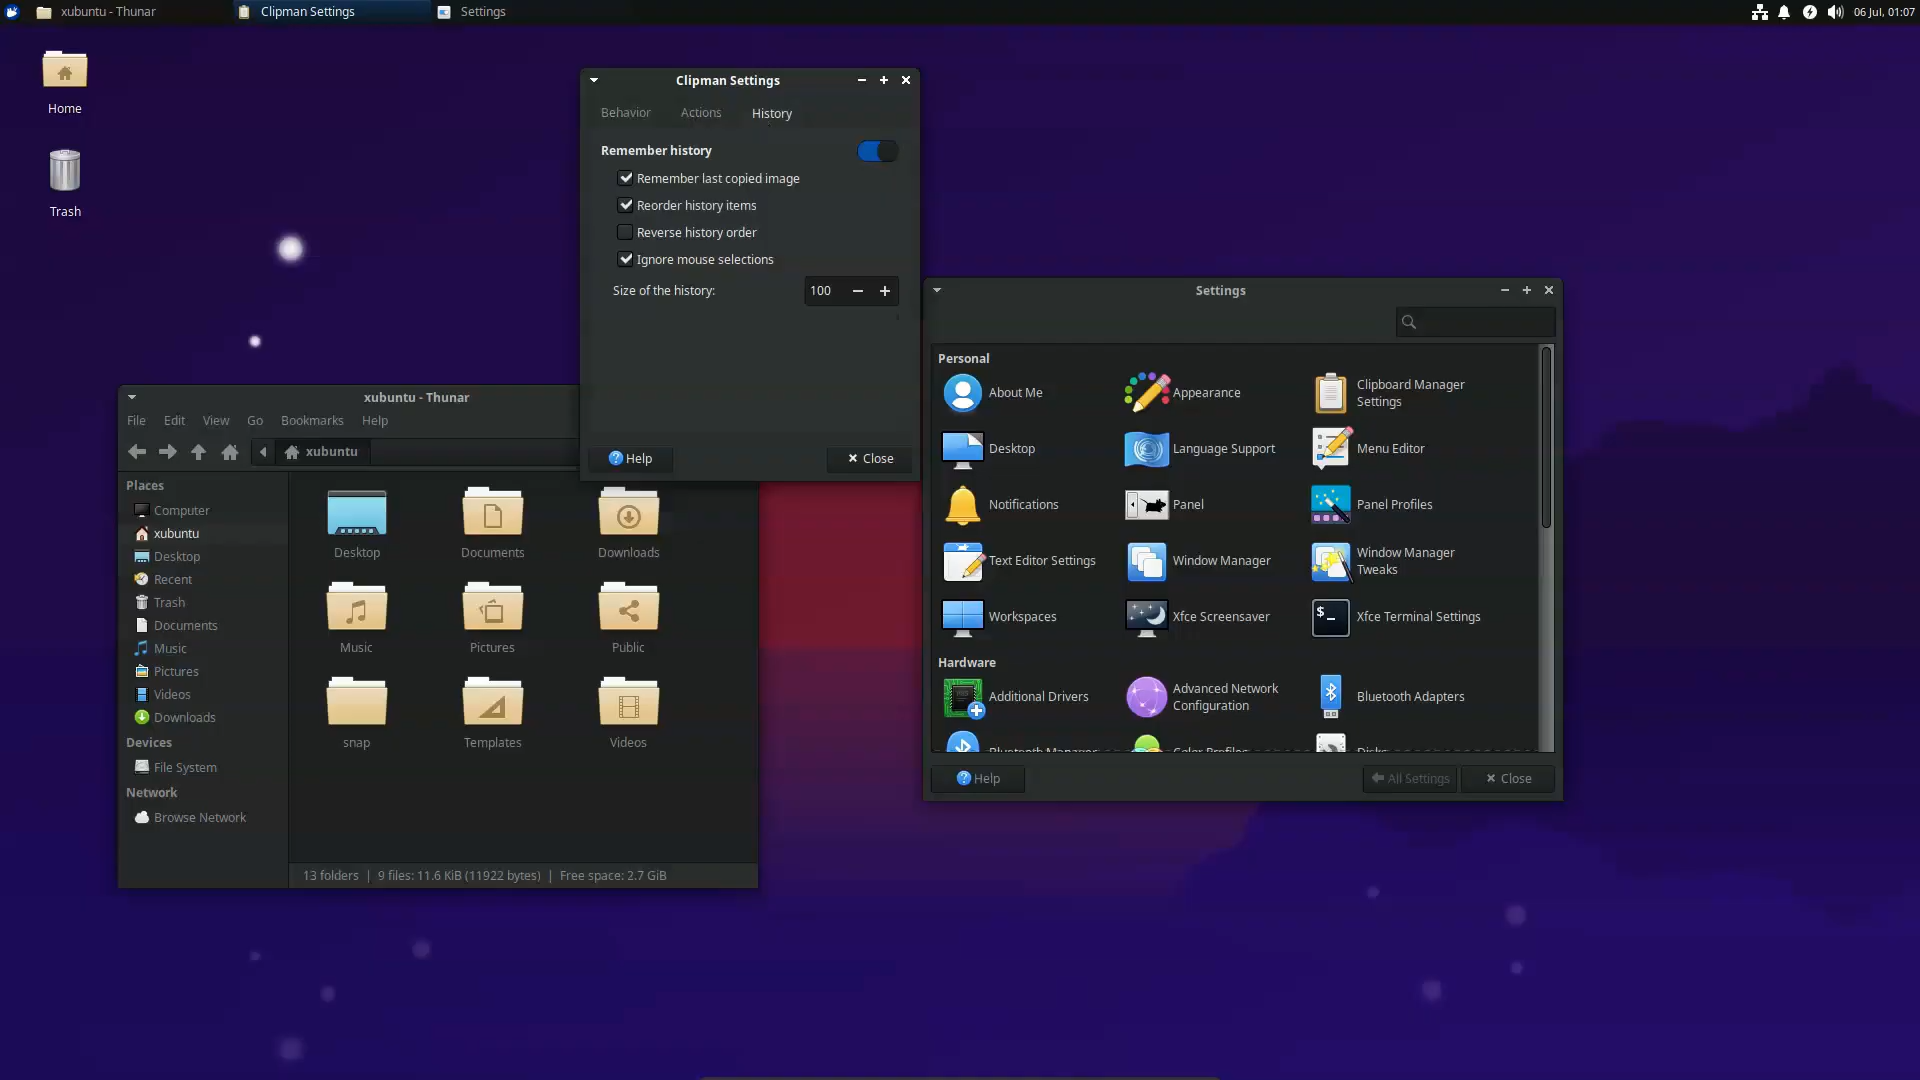 xubuntu - Thunar
Clipman Settings
Settings
06 Jul, 01:07
Home
Trash
Clipman Settings
Behavior
Actions
History
Remember history
Remember last copied image
Reorder history items
Reverse history order
Ignore mouse selections
Size of the history:
100
Help
Close
xubuntu - Thunar
File
Edit
View
Go
Bookmarks
Help
xubuntu
Places
Computer
xubuntu
Desktop
Recent
Trash
Documents
Music
Pictures
Videos
Downloads
Devices
File System
Network
Browse Network
Desktop
Documents
Downloads
Music
Pictures
Public
snap
Templates
Videos
13 folders | 9 files: 11.6 KiB (11922 bytes) | Free space: 2.7 GiB
Settings
Personal
About Me
Appearance
Clipboard Manager
Settings
Desktop
Language Support
Menu Editor
Notifications
Panel
Panel Profiles
Text Editor Settings
Window Manager
Window Manager
Tweaks
Workspaces
Xfce Screensaver
$_
Xfce Terminal Settings
Hardware
Additional Drivers
Advanced Network
Configuration
Bluetooth Adapters
Bluetooth Manager
Color Profiles
Disks
Help
All Settings
Close